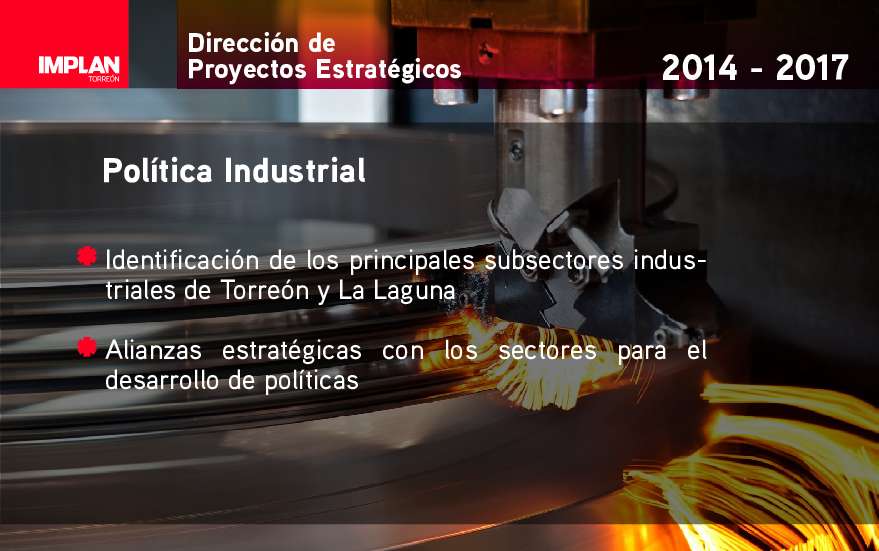 IMPLAN
TORREÓN
Dirección de
Proyectos Estratégicos
2014 - 2017
Política Industrial
Identificación de los principales subsectores indus-
triales de Torreón y La Laguna
Alianzas estratégicas con los sectores para el
desarrollo de políticas